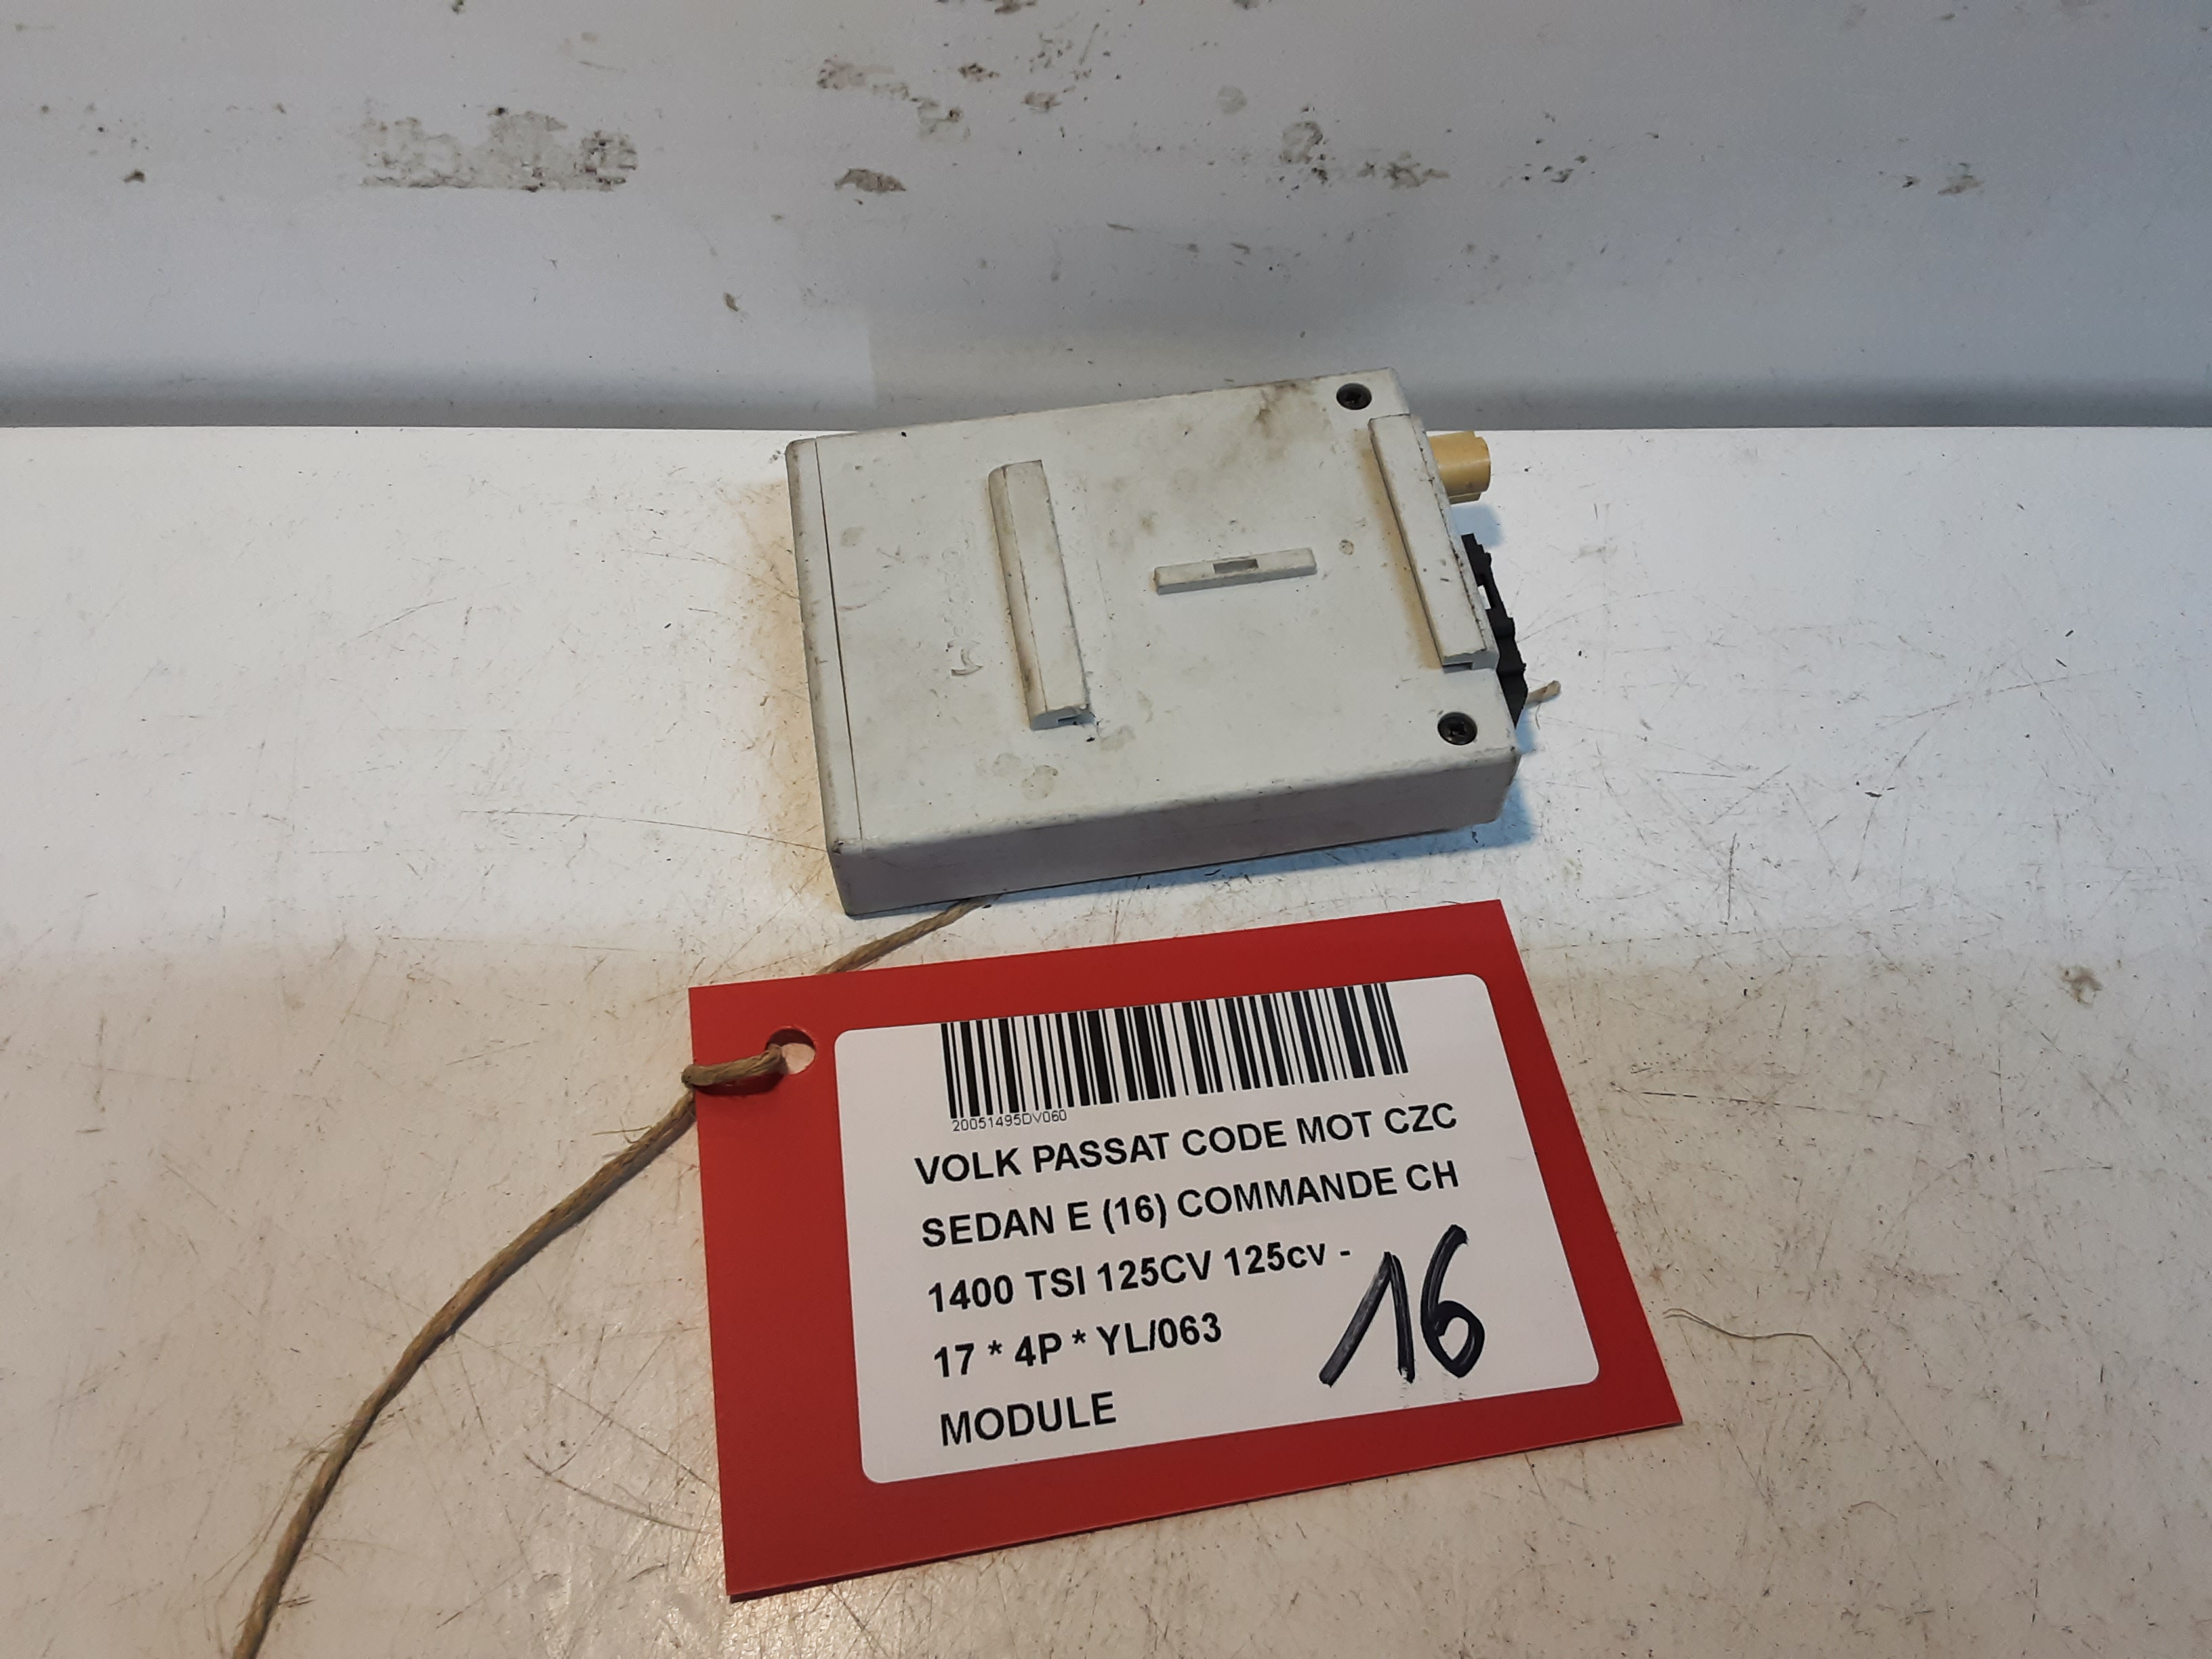 20051495DV060
VOLK PASSAT CODE MOT CZC
SEDAN E (16) COMMANDE CH
1400 TSI 125CV 125cv -
17 * 4P * YL/063
MODULE
16